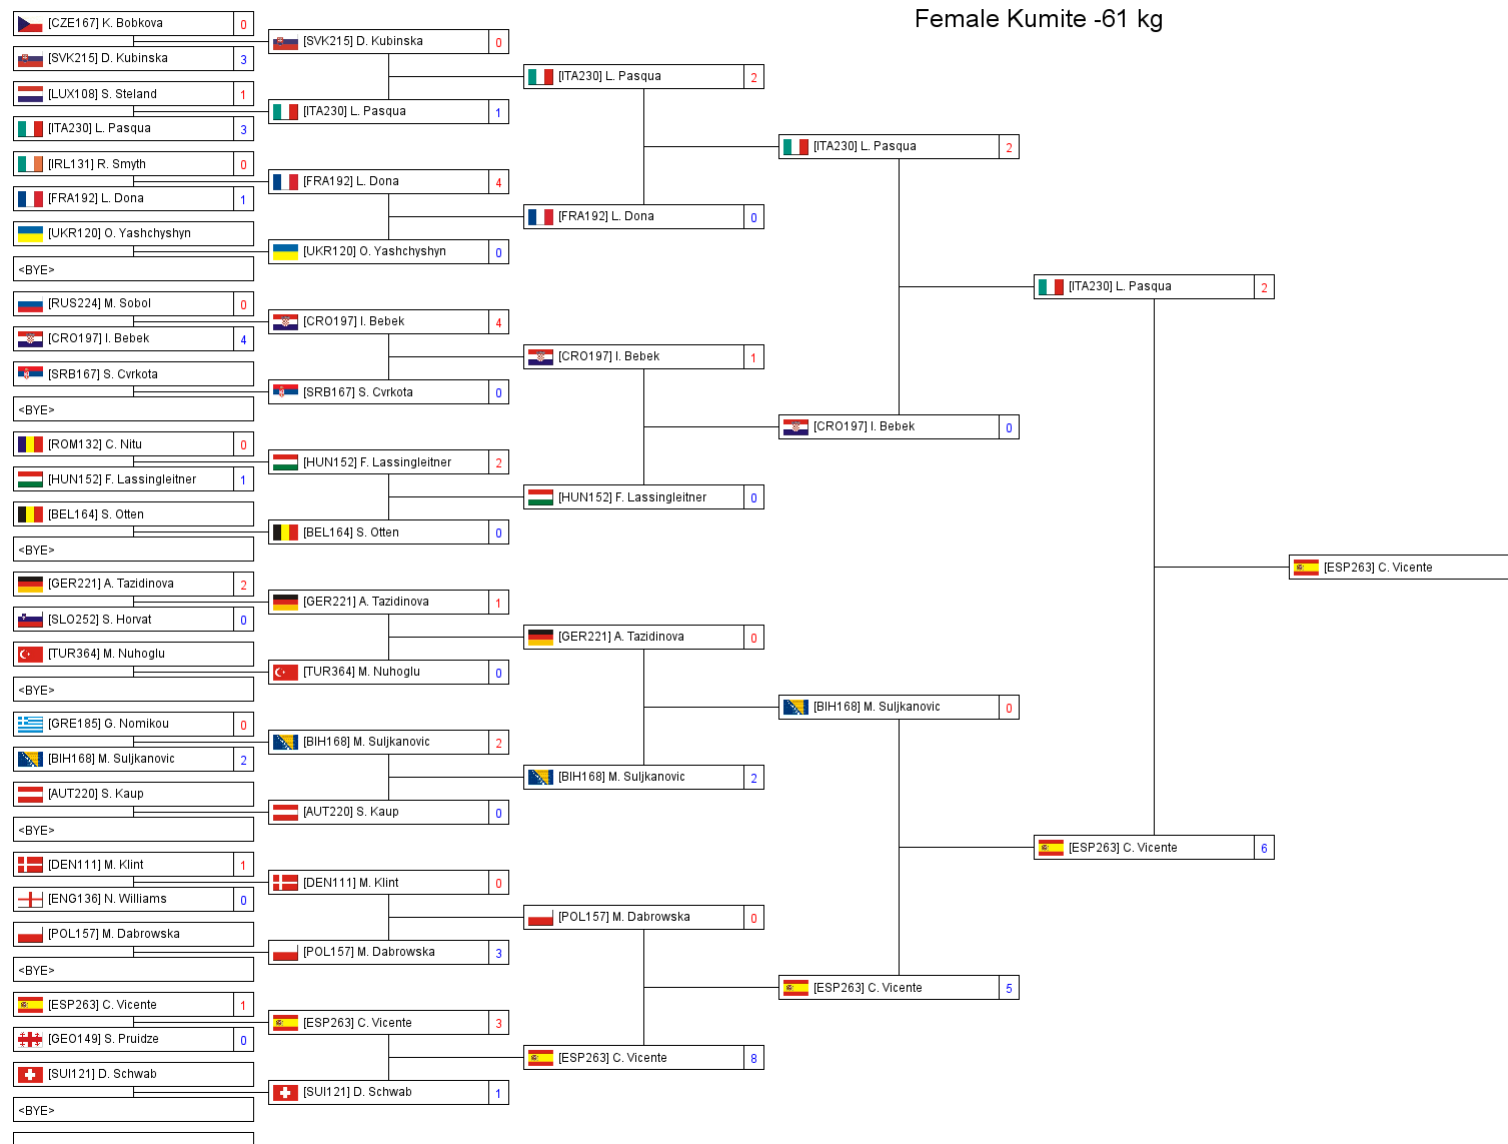 Female Kumite -61 kg
[CZE167] K. Bobkova 0
[SVK215] D. Kubinska 3
[LUX108] S. Steland 1
[ITA230] L. Pasqua 3
[IRL131] R. Smyth 0
[FRA192] L. Dona 1
[UKR120] O. Yashchyshyn
<BYE>
[RUS224] M. Sobol 0
[CRO197] I. Bebek 4
[SRB167] S. Cvrkota
<BYE>
[ROM132] C. Nitu 0
[HUN152] F. Lassingleitner 1
[BEL164] S. Otten
<BYE>
[GER221] A. Tazidinova 2
[SLO252] S. Horvat 0
[TUR364] M. Nuhoglu
<BYE>
[GRE185] G. Nomikou 0
[BIH168] M. Suljkanovic 2
[AUT220] S. Kaup
<BYE>
[DEN111] M. Klint 1
[ENG136] N. Williams 0
[POL157] M. Dabrowska
<BYE>
[ESP263] C. Vicente 1
[GEO149] S. Pruidze 0
[SUI121] D. Schwab
<BYE>
[SVK215] D. Kubinska 0
[ITA230] L. Pasqua 1
[FRA192] L. Dona 4
[UKR120] O. Yashchyshyn 0
[CRO197] I. Bebek 4
[SRB167] S. Cvrkota 0
[HUN152] F. Lassingleitner 2
[BEL164] S. Otten 0
[GER221] A. Tazidinova 1
[TUR364] M. Nuhoglu 0
[BIH168] M. Suljkanovic 2
[AUT220] S. Kaup 0
[DEN111] M. Klint 0
[POL157] M. Dabrowska 3
[ESP263] C. Vicente 3
[SUI121] D. Schwab 1
[ITA230] L. Pasqua 2
[FRA192] L. Dona 0
[CRO197] I. Bebek 1
[HUN152] F. Lassingleitner 0
[GER221] A. Tazidinova 0
[BIH168] M. Suljkanovic 2
[POL157] M. Dabrowska 0
[ESP263] C. Vicente 8
[ITA230] L. Pasqua 2
[CRO197] I. Bebek 0
[BIH168] M. Suljkanovic 0
[ESP263] C. Vicente 5
[ITA230] L. Pasqua 2
[ESP263] C. Vicente 6
[ESP263] C. Vicente